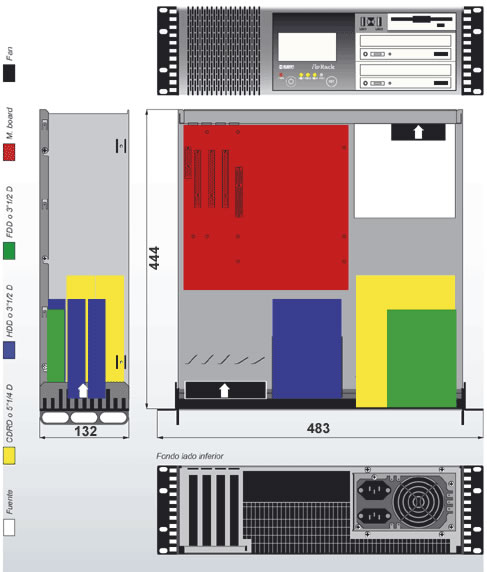 Fan
M. board
FDD o 3"1/2 D
HDD o 3"1/2 D
CDRD o 5"1/4 D
Fuente
444
132
483
Fondo lado inferior